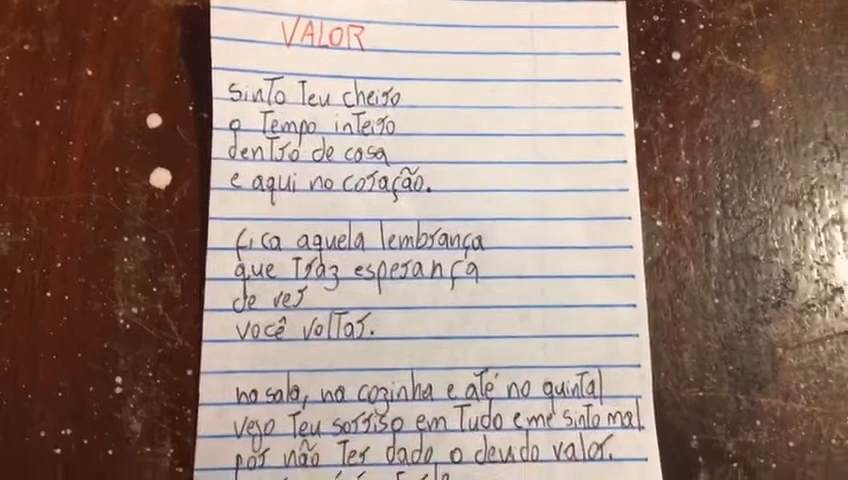 VALOR
sinto teu cheiro
o tempo inteiro
dentro de casa
e aqui no coração.
fica aquela lembrança
que traz esperança
de ver
você voltar.
na sala, na cozinha e até no quintal
vejo teu sorriso em tudo e me sinto mal
por não ter dado o devido valor.